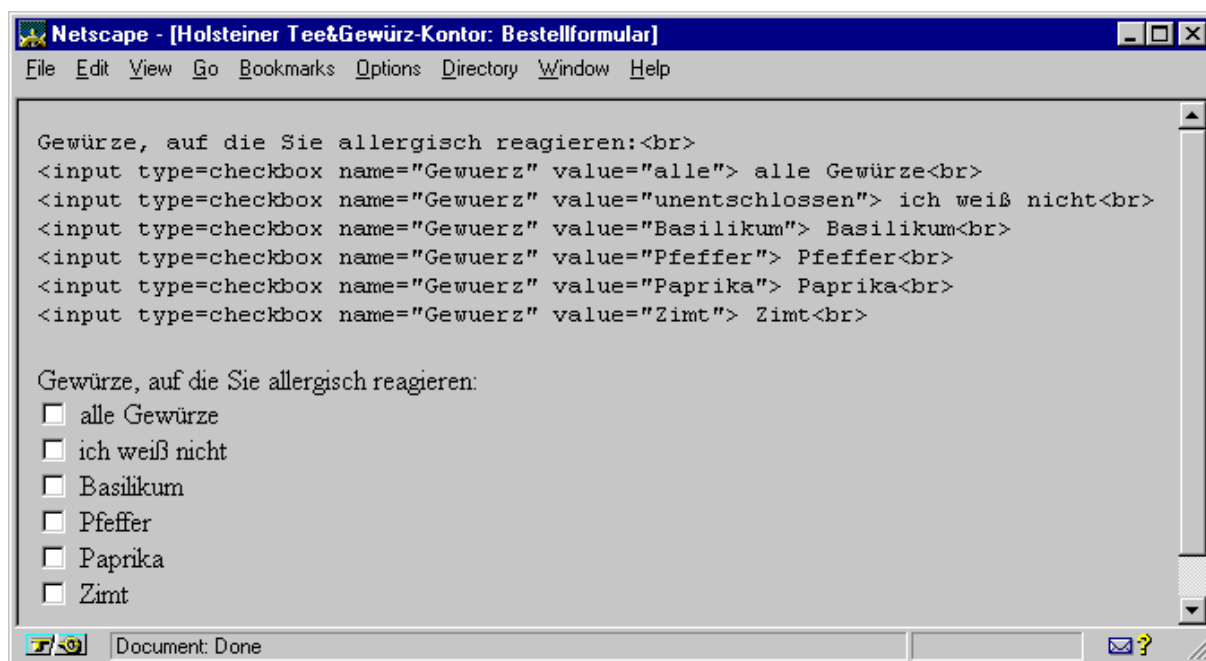 Netscape - [Holsteiner Tee&Gewürz-Kontor: Bestellformular]
File Edit View Go Bookmarks Options Directory Window Help
Gewürze, auf die Sie allergisch reagieren:<br>
<input type=checkbox name="Gewuerz" value="alle"> alle Gewürze<br>
<input type=checkbox name="Gewuerz" value="unentschlossen"> ich weiß nicht<br>
<input type=checkbox name="Gewuerz" value="Basilikum"> Basilikum<br>
<input type=checkbox name="Gewuerz" value="Pfeffer"> Pfeffer<br>
<input type=checkbox name="Gewuerz" value="Paprika"> Paprika<br>
<input type=checkbox name="Gewuerz" value="Zimt"> Zimt<br>
Gewürze, auf die Sie allergisch reagieren:
alle Gewürze
ich weiß nicht
Basilikum
Pfeffer
Paprika
Zimt
Document: Done
?